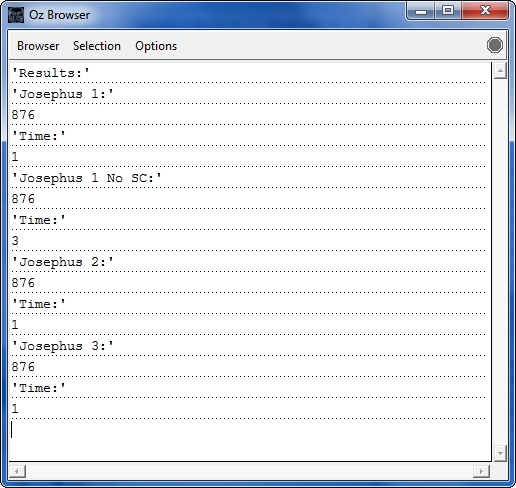 Oz Browser
Browser Selection Options
'Results:'
'Josephus 1:'
876
'Time:'
1
'Josephus 1 No SC:'
876
'Time:'
3
'Josephus 2:'
876
'Time:'
1
'Josephus 3:'
876
'Time:'
1